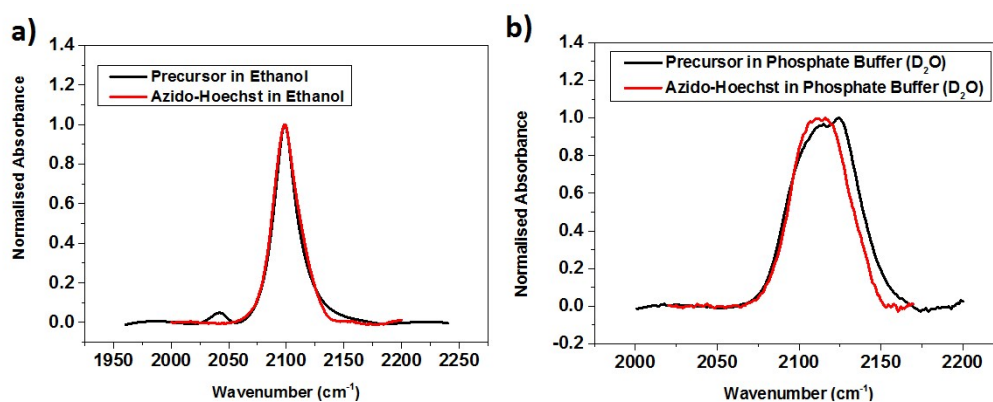 a)
1.4
1.2
1.0
0.8
0.6
0.4
0.2
0.0
Normalised Absorbance
Precursor in Ethanol
Azido-Hoechst in Ethanol
1950 2000 2050 2100 2150 2200 2250
Wavenumber (cm⁻¹)
b)
1.4
1.2
1.0
0.8
0.6
0.4
0.2
0.0
-0.2
Normalised Absorbance
Precursor in Phosphate Buffer (D₂O)
Azido-Hoechst in Phosphate Buffer (D₂O)
2000 2050 2100 2150 2200
Wavenumber (cm⁻¹)